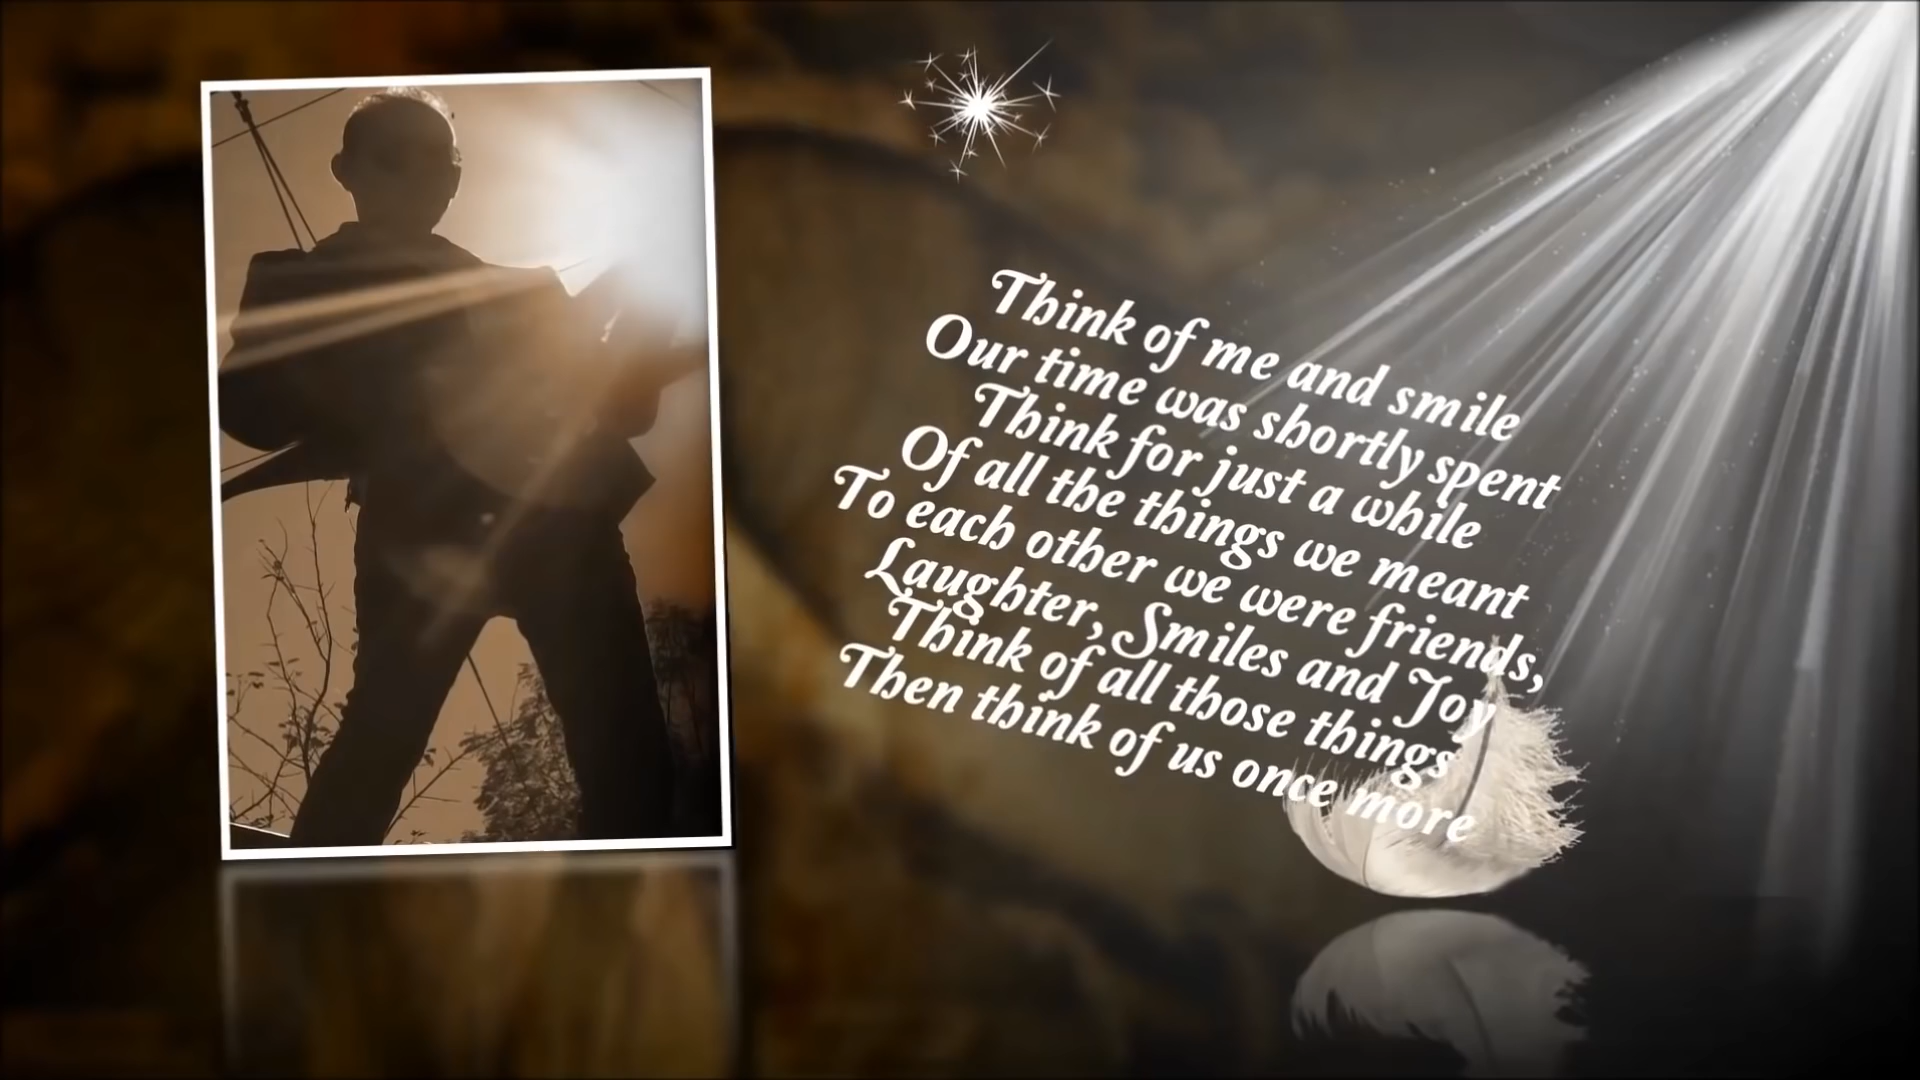 Think of me and smile
Our time was shortly spent
Think for just a while
Of all the things we meant
To each other we were friends,
Laughter, Smiles and Joy
Think of all those things
Then think of us once more